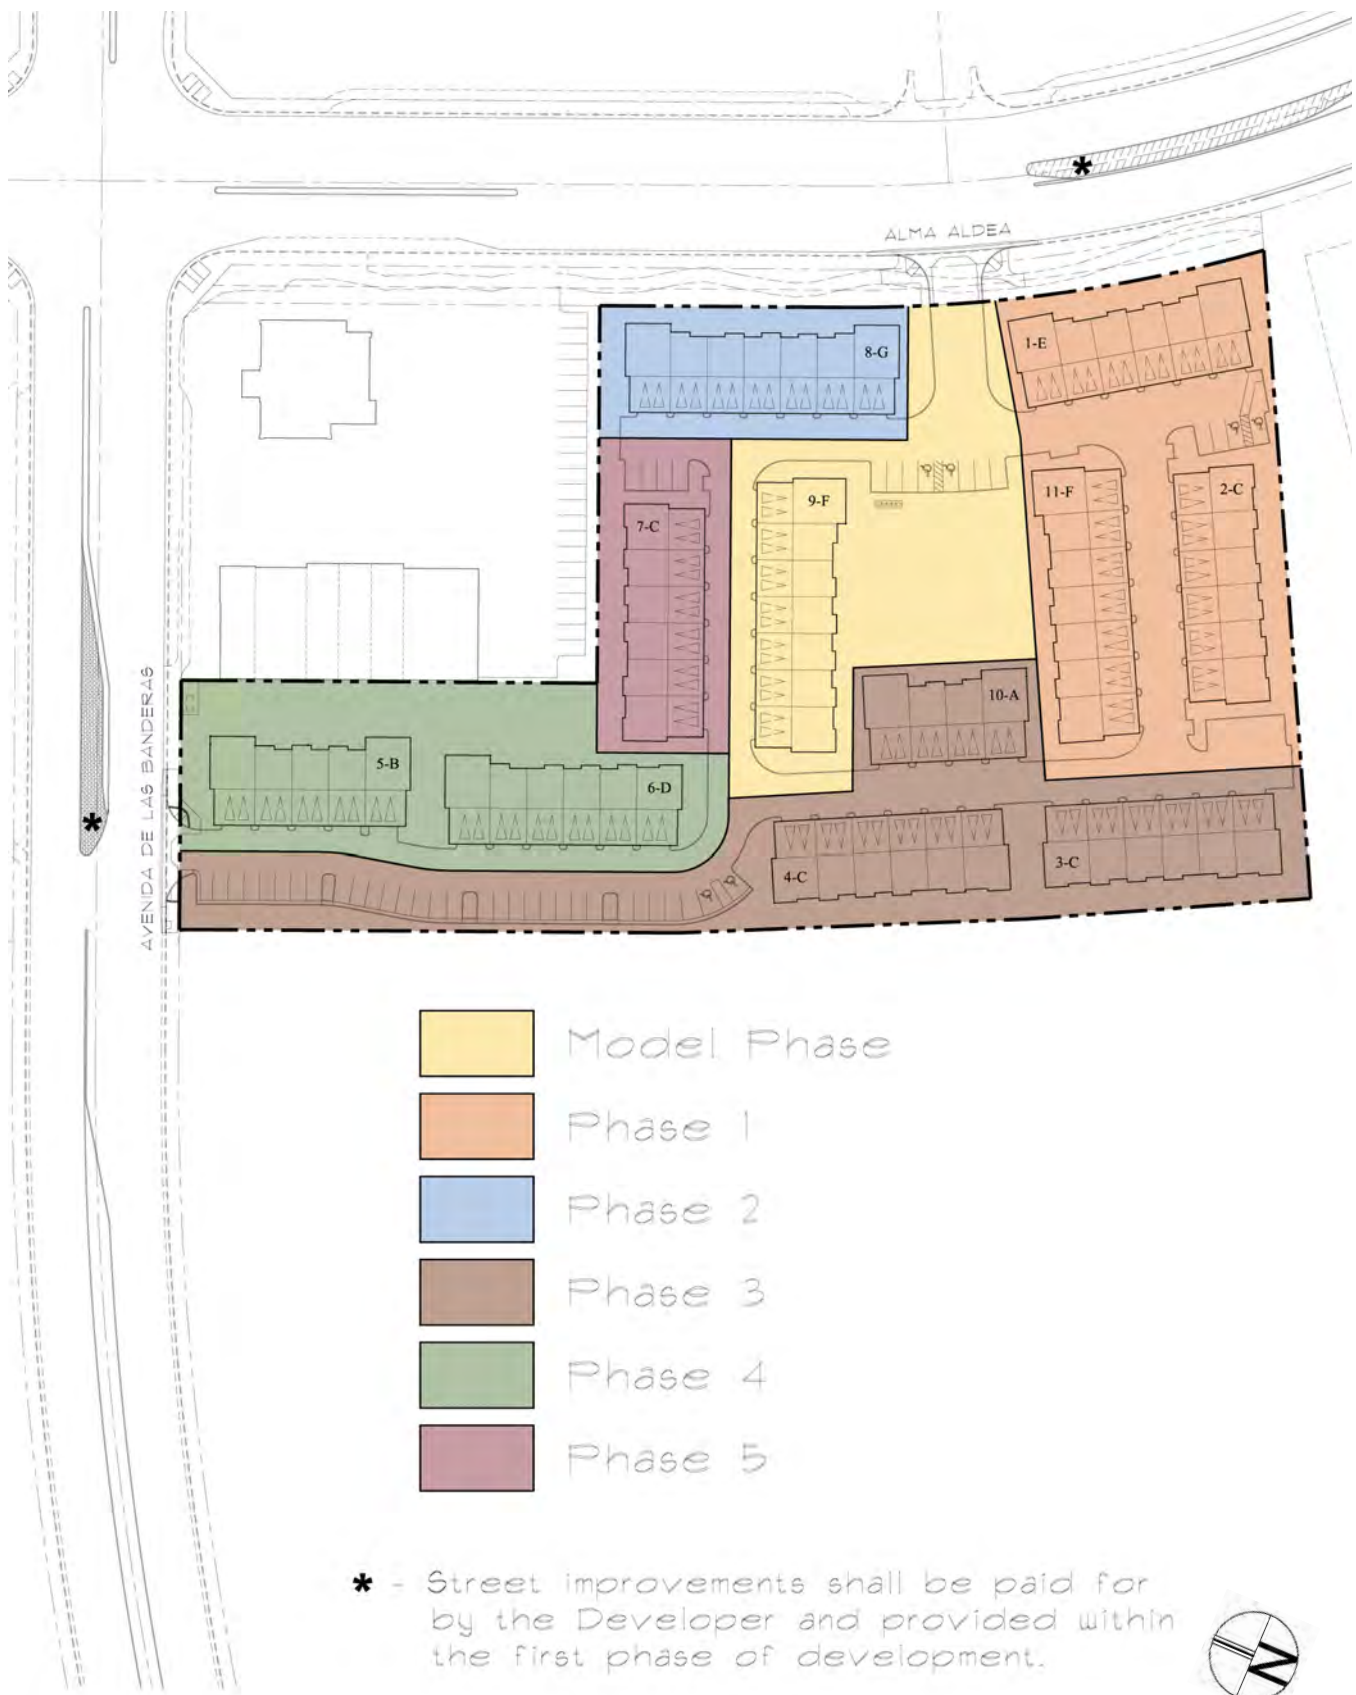 *
ALMA ALDEA
1-E
8-G
9-F
11-F
2-C
7-C
AVENIDA DE LAS BANDERAS
10-A
5-B
6-D
*
4-C
3-C
Model Phase
Phase 1
Phase 2
Phase 3
Phase 4
Phase 5
* - Street improvements shall be paid for
by the Developer and provided within
the first phase of development.
N